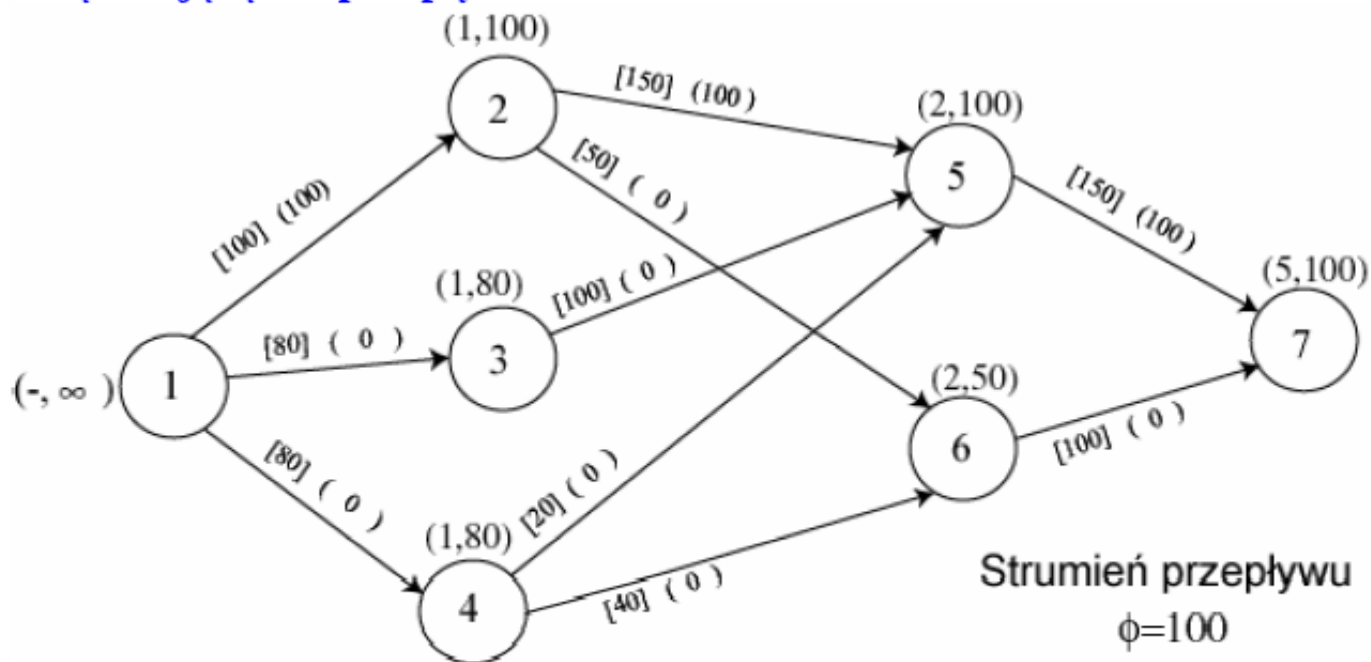 (1,100)
2
[150] (100)
(2,100)
5
[50] ( 0 )
[150] (100)
[100] (100)
(1,80)
[100] ( 0 )
(5,100)
[80] ( 0 )
3
7
(-, ∞ )
1
(2,50)
6
[100] ( 0 )
[80] ( 0 )
(1,80)
[20] ( 0 )
4
[40] ( 0 )
Strumień przepływu
ϕ=100